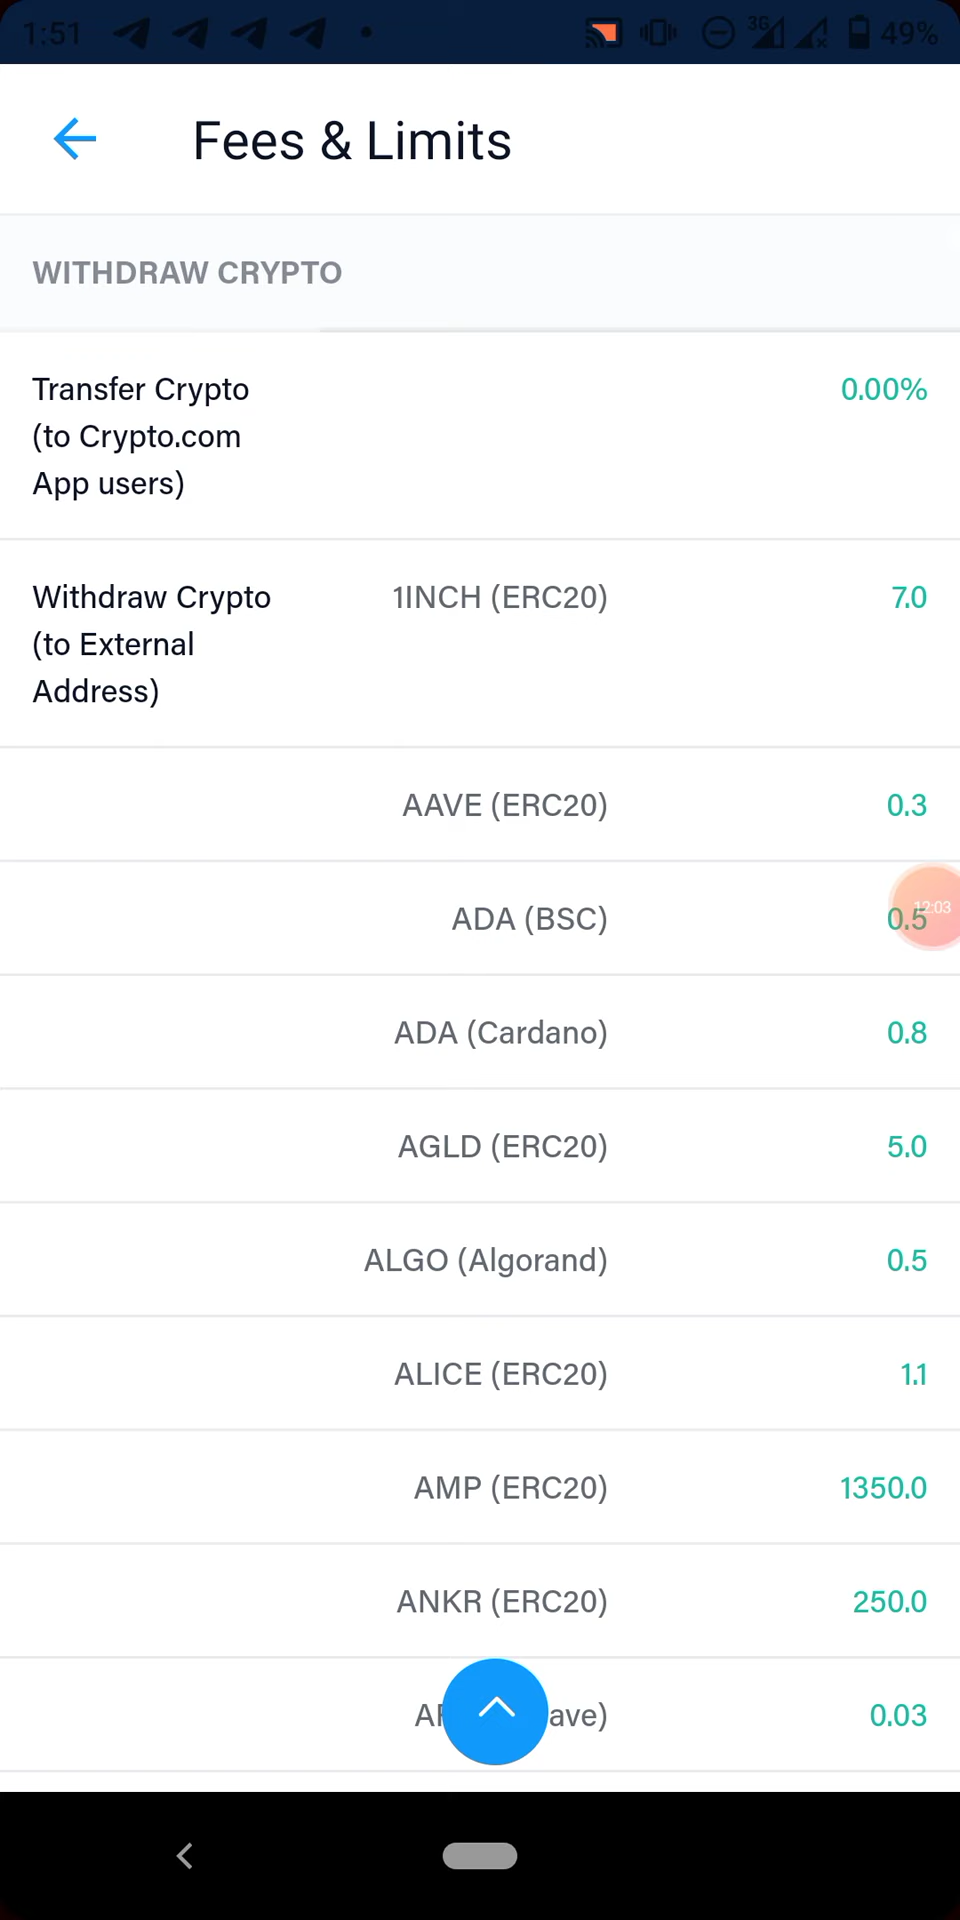 1:51
3G
49%
Fees & Limits
WITHDRAW CRYPTO
Transfer Crypto
(to Crypto.com
App users)
0.00%
Withdraw Crypto
(to External
Address)
1INCH (ERC20)
7.0
AAVE (ERC20)
0.3
ADA (BSC)
0.5
12:03
ADA (Cardano)
0.8
AGLD (ERC20)
5.0
ALGO (Algorand)
0.5
ALICE (ERC20)
1.1
AMP (ERC20)
1350.0
ANKR (ERC20)
250.0
0.03